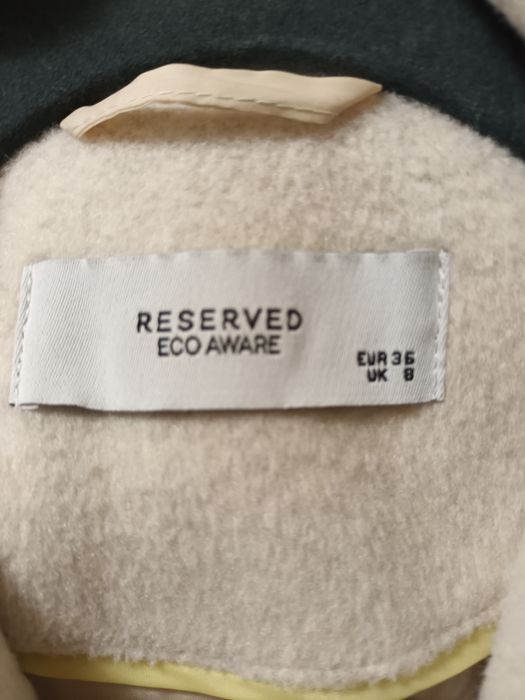 RESERVED
ECO AWARE
EUR 36
UK 8